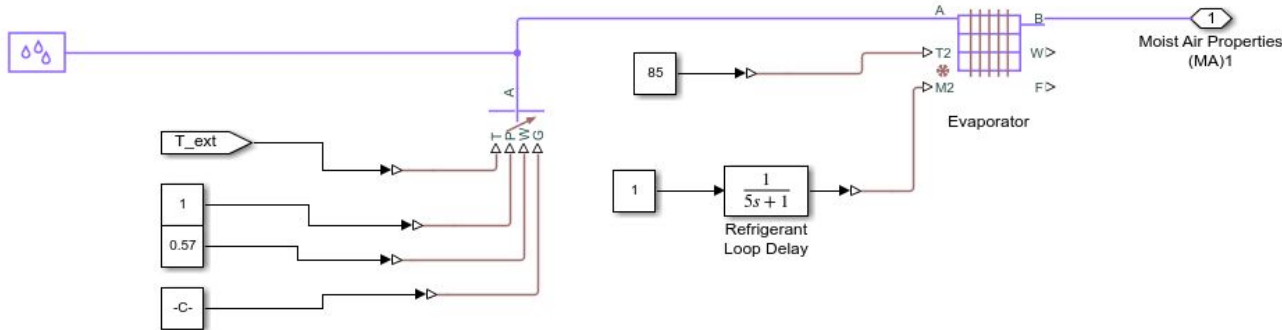 A
B
1
Moist Air Properties
(MA)1
85
T2
W
M2
F
Evaporator
A
T
P
W
G
T_ext
1
0.57
-C-
1
1
5s + 1
Refrigerant
Loop Delay